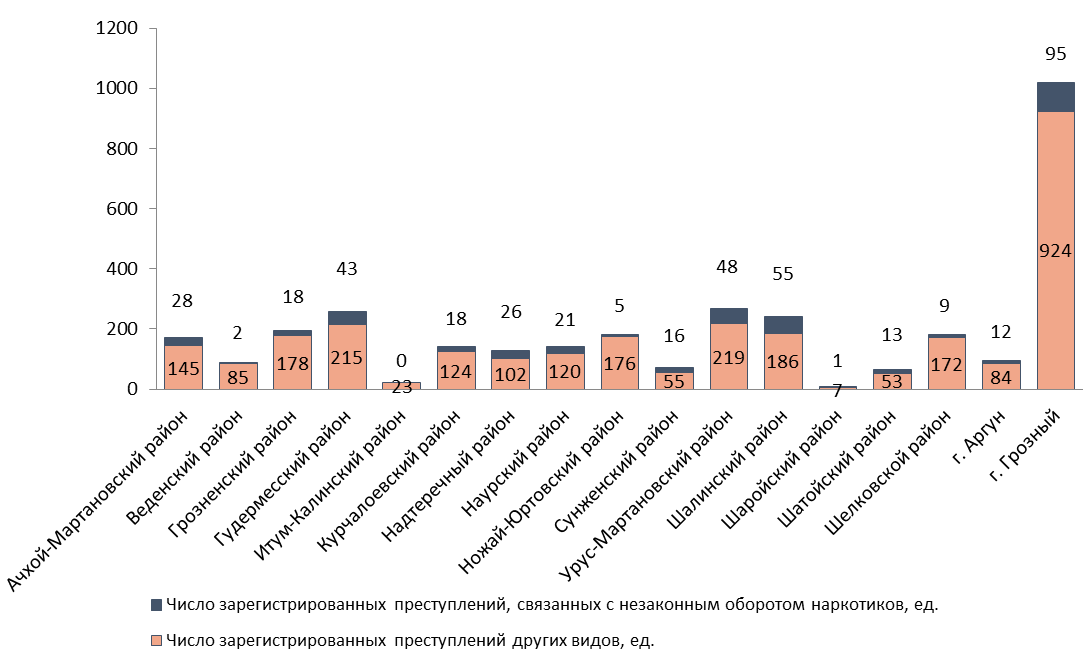 1200
1000
800
600
400
200
0
28 2 18 43 0 18 26 21 5 16 48 55 1 13 9 12 95
145 85 178 215 23 124 102 120 176 55 219 186 7 53 172 84 924
Ачхой-Мартановский район
Веденский район
Грозненский район
Гудермесский район
Итум-Калинский район
Курчалоевский район
Надтеречный район
Наурский район
Ножай-Юртовский район
Сунженский район
Урус-Мартановский район
Шалинский район
Шаройский район
Шатойский район
Шелковской район
г. Аргун
г. Грозный
Число зарегистрированных преступлений, связанных с незаконным оборотом наркотиков, ед.
Число зарегистрированных преступлений других видов, ед.